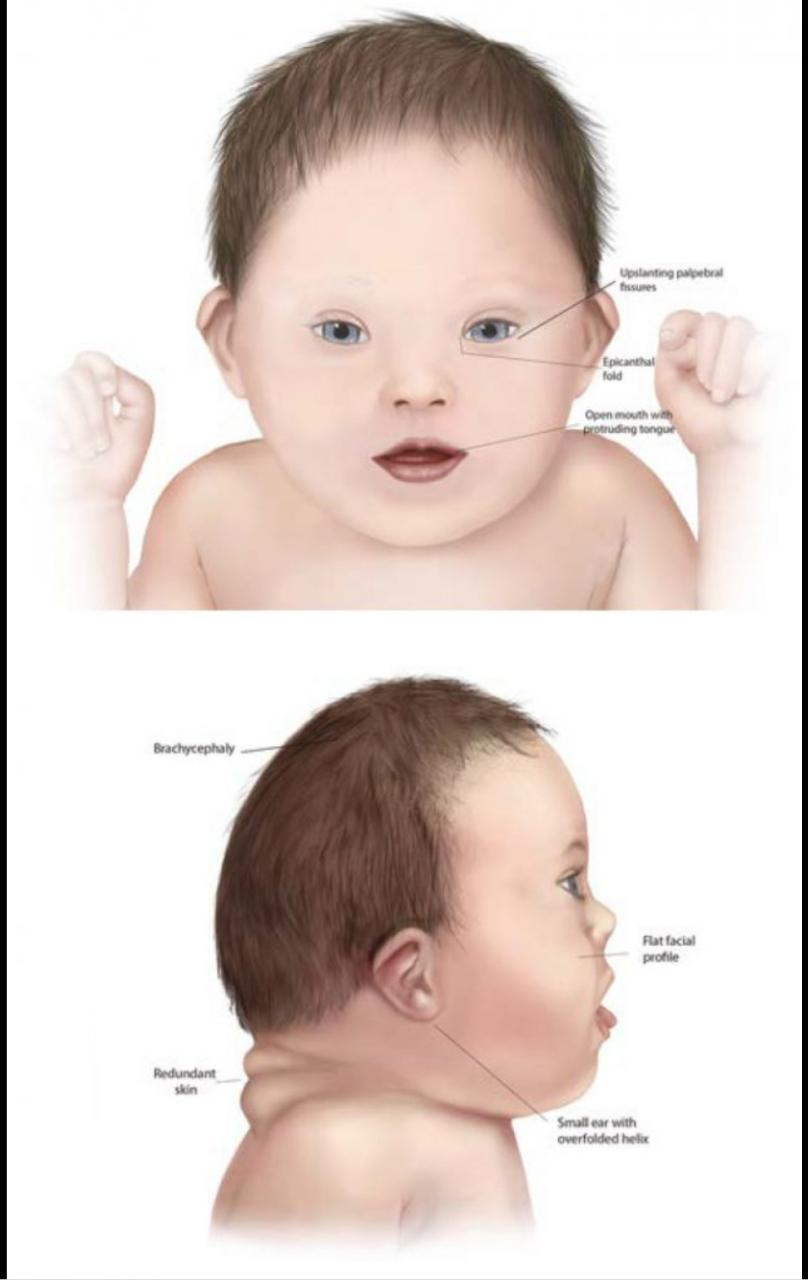 Upslanting palpebral
fissures
Epicanthal
fold
Open mouth with
protruding tongue
Brachycephaly
Flat facial
profile
Redundant
skin
Small ear with
overfolded helix